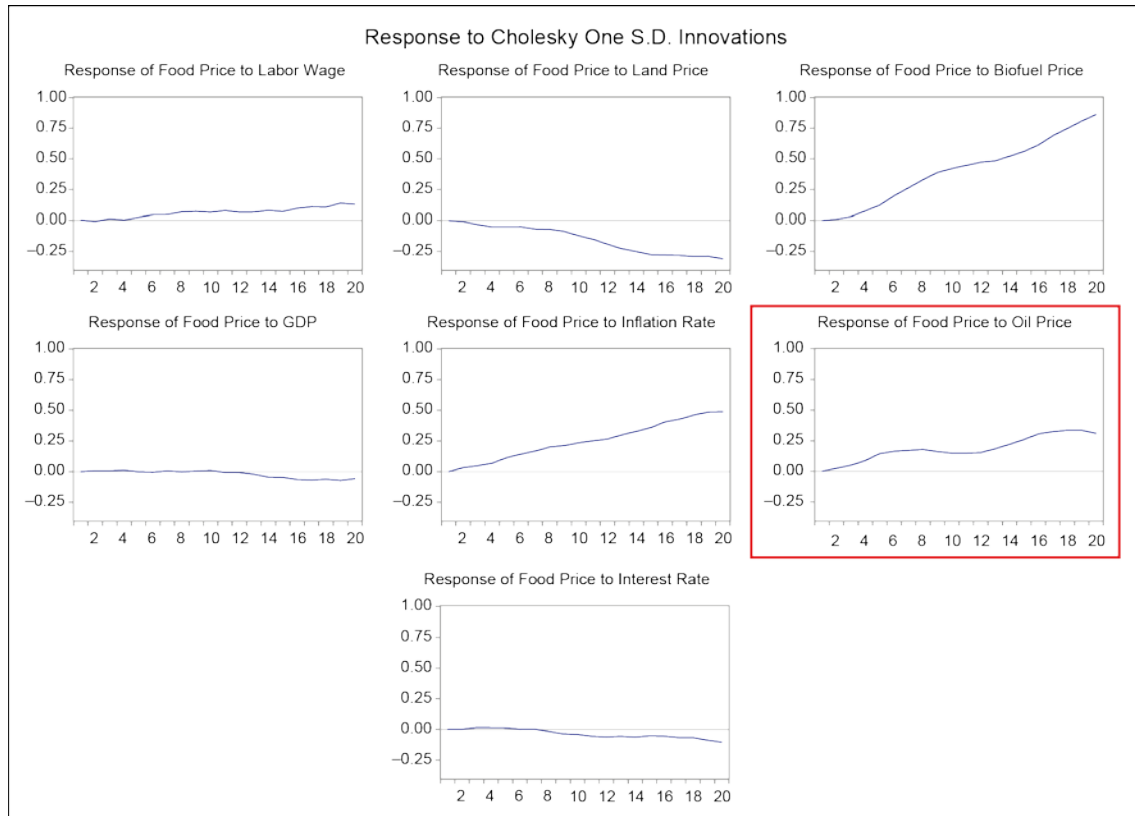 Response to Cholesky One S.D. Innovations
Response of Food Price to Labor Wage
1.00
0.75
0.50
0.25
0.00
–0.25
2 4 6 8 10 12 14 16 18 20
Response of Food Price to Land Price
1.00
0.75
0.50
0.25
0.00
–0.25
2 4 6 8 10 12 14 16 18 20
Response of Food Price to Biofuel Price
1.00
0.75
0.50
0.25
0.00
–0.25
2 4 6 8 10 12 14 16 18 20
Response of Food Price to GDP
1.00
0.75
0.50
0.25
0.00
–0.25
2 4 6 8 10 12 14 16 18 20
Response of Food Price to Inflation Rate
1.00
0.75
0.50
0.25
0.00
–0.25
2 4 6 8 10 12 14 16 18 20
Response of Food Price to Oil Price
1.00
0.75
0.50
0.25
0.00
–0.25
2 4 6 8 10 12 14 16 18 20
Response of Food Price to Interest Rate
1.00
0.75
0.50
0.25
0.00
–0.25
2 4 6 8 10 12 14 16 18 20